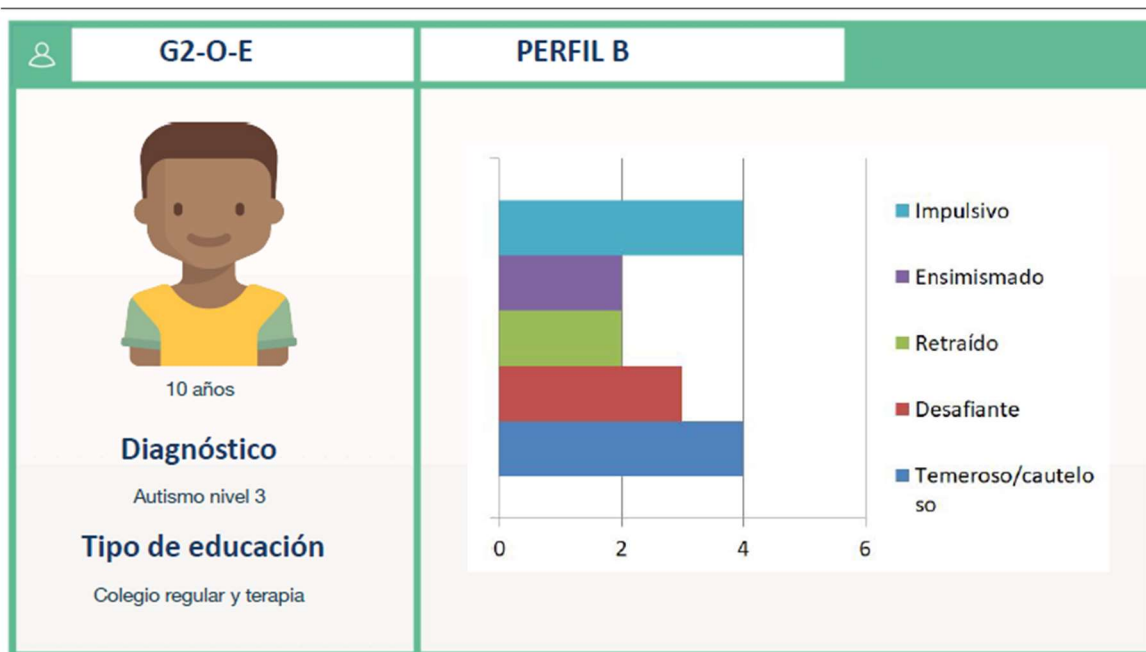 G2-O-E
PERFIL B
10 años
Diagnóstico
Autismo nivel 3
Tipo de educación
Colegio regular y terapia
Impulsivo
Ensimismado
Retraído
Desafiante
Temeroso/cautelo
so
0 2 4 6